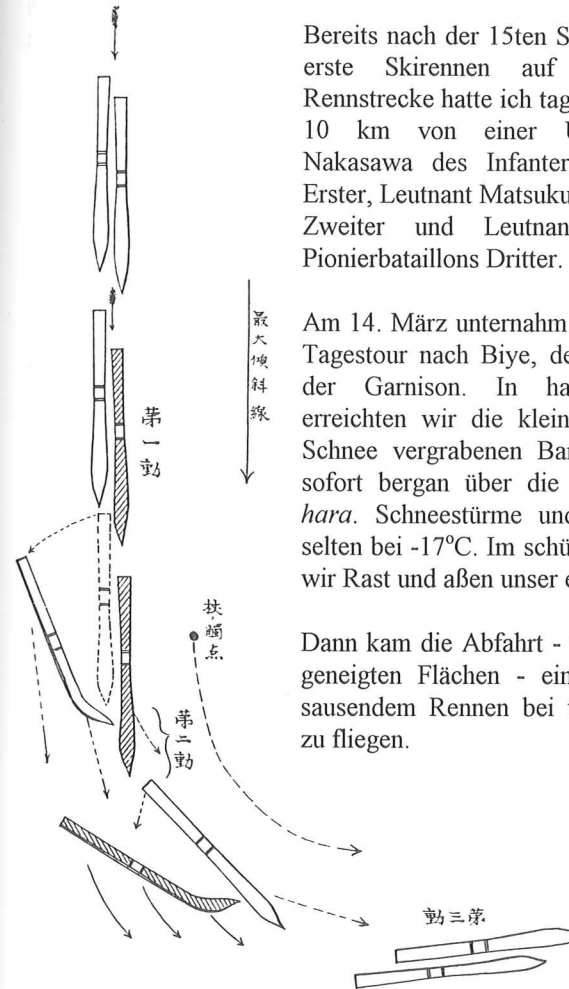 Bereits nach der 15ten S
erste Skirennen auf
Rennstrecke hatte ich tag
10 km von einer U
Nakasawa des Infanter
Erster, Leutnant Matsuku
Zweiter und Leutnan
Pionierbataillons Dritter.
Am 14. März unternahm
Tagestour nach Biye, de
der Garnison. In ha
erreichten wir die klein
Schnee vergrabenen Ba
sofort bergan über die
hara. Schneestürme und
selten bei -17°C. Im schü
wir Rast und aßen unser e
Dann kam die Abfahrt -
geneigten Flächen - ein
sausendem Rennen bei
zu fliegen.
最大傾斜線
第一動
点
第二動
第三動